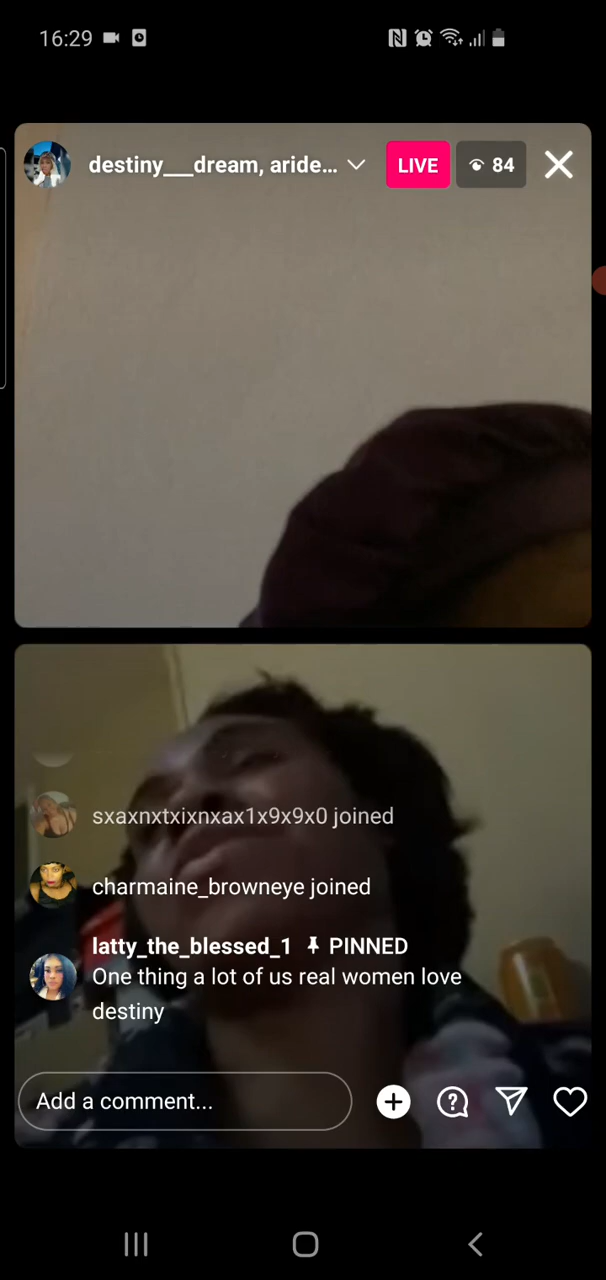 16:29
destiny___dream, aride...
LIVE
84
sxaxnxtxixnxax1x9x9x0 joined
charmaine_browneye joined
latty_the_blessed_1 PINNED
One thing a lot of us real women love
destiny
Add a comment...